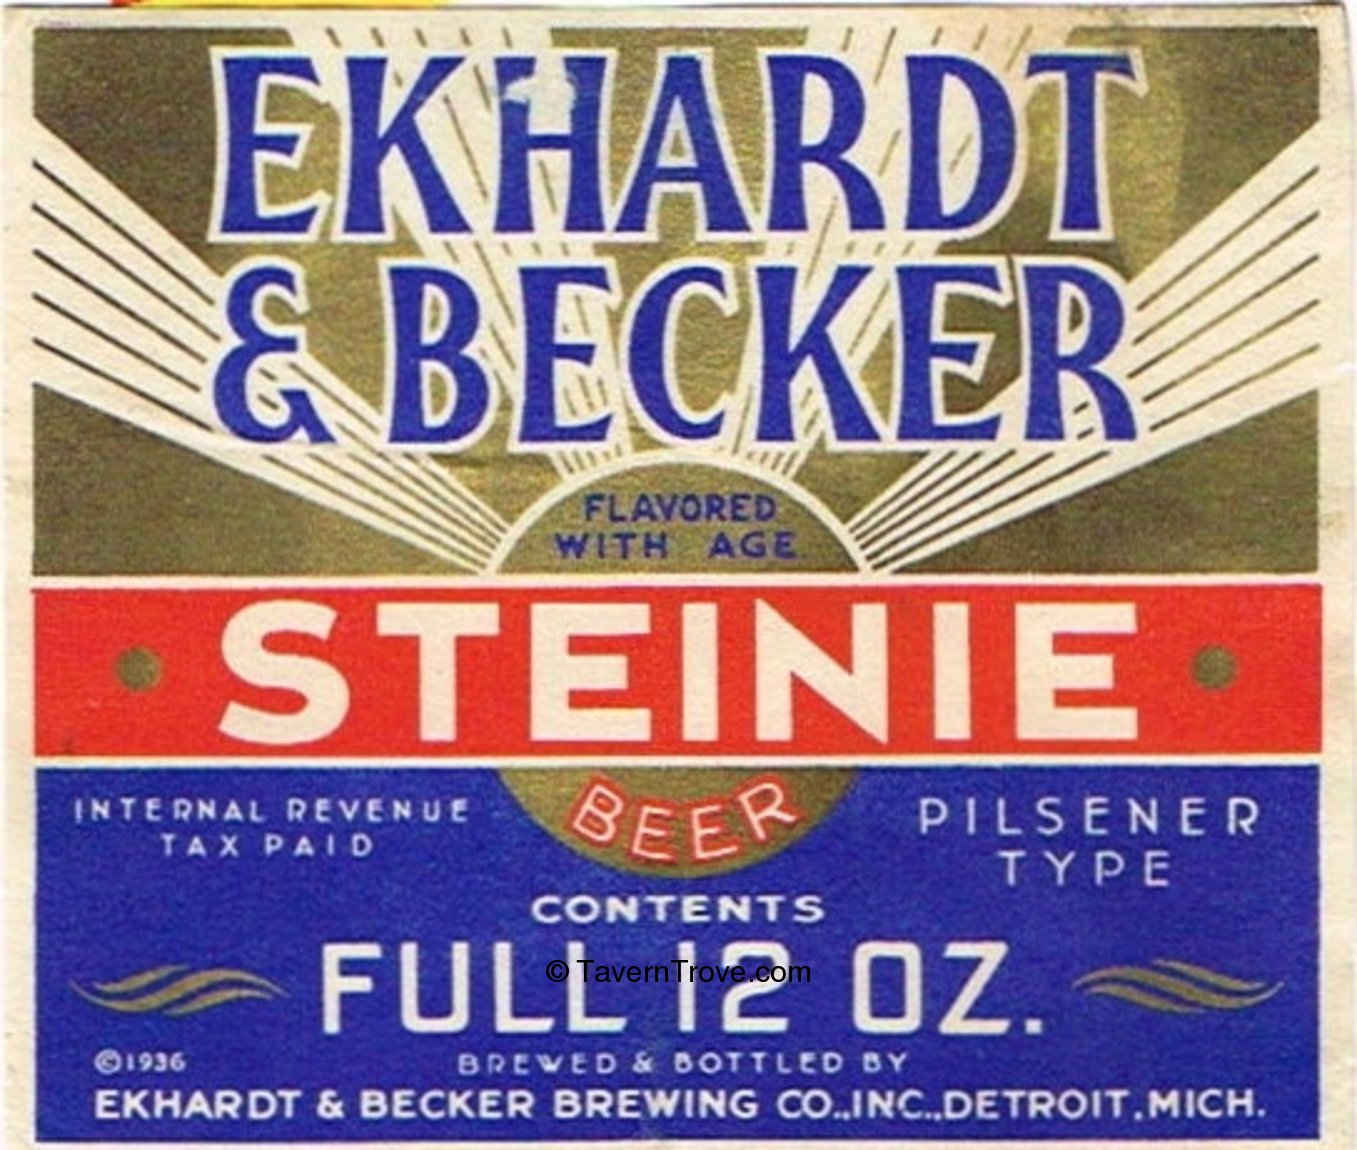 EKHARDT
& BECKER
FLAVORED
WITH AGE
• STEINIE •
BEER
INTERNAL REVENUE
TAX PAID
PILSENER
TYPE
CONTENTS
FULL 12 OZ.
© TavernTrove.com
©1936
BREWED & BOTTLED BY
EKHARDT & BECKER BREWING CO.,INC.,DETROIT,MICH.